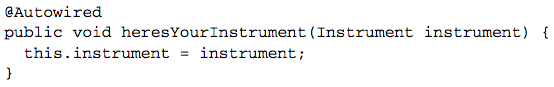 @Autowired
public void heresYourInstrument(Instrument instrument) {
  this.instrument = instrument;
}